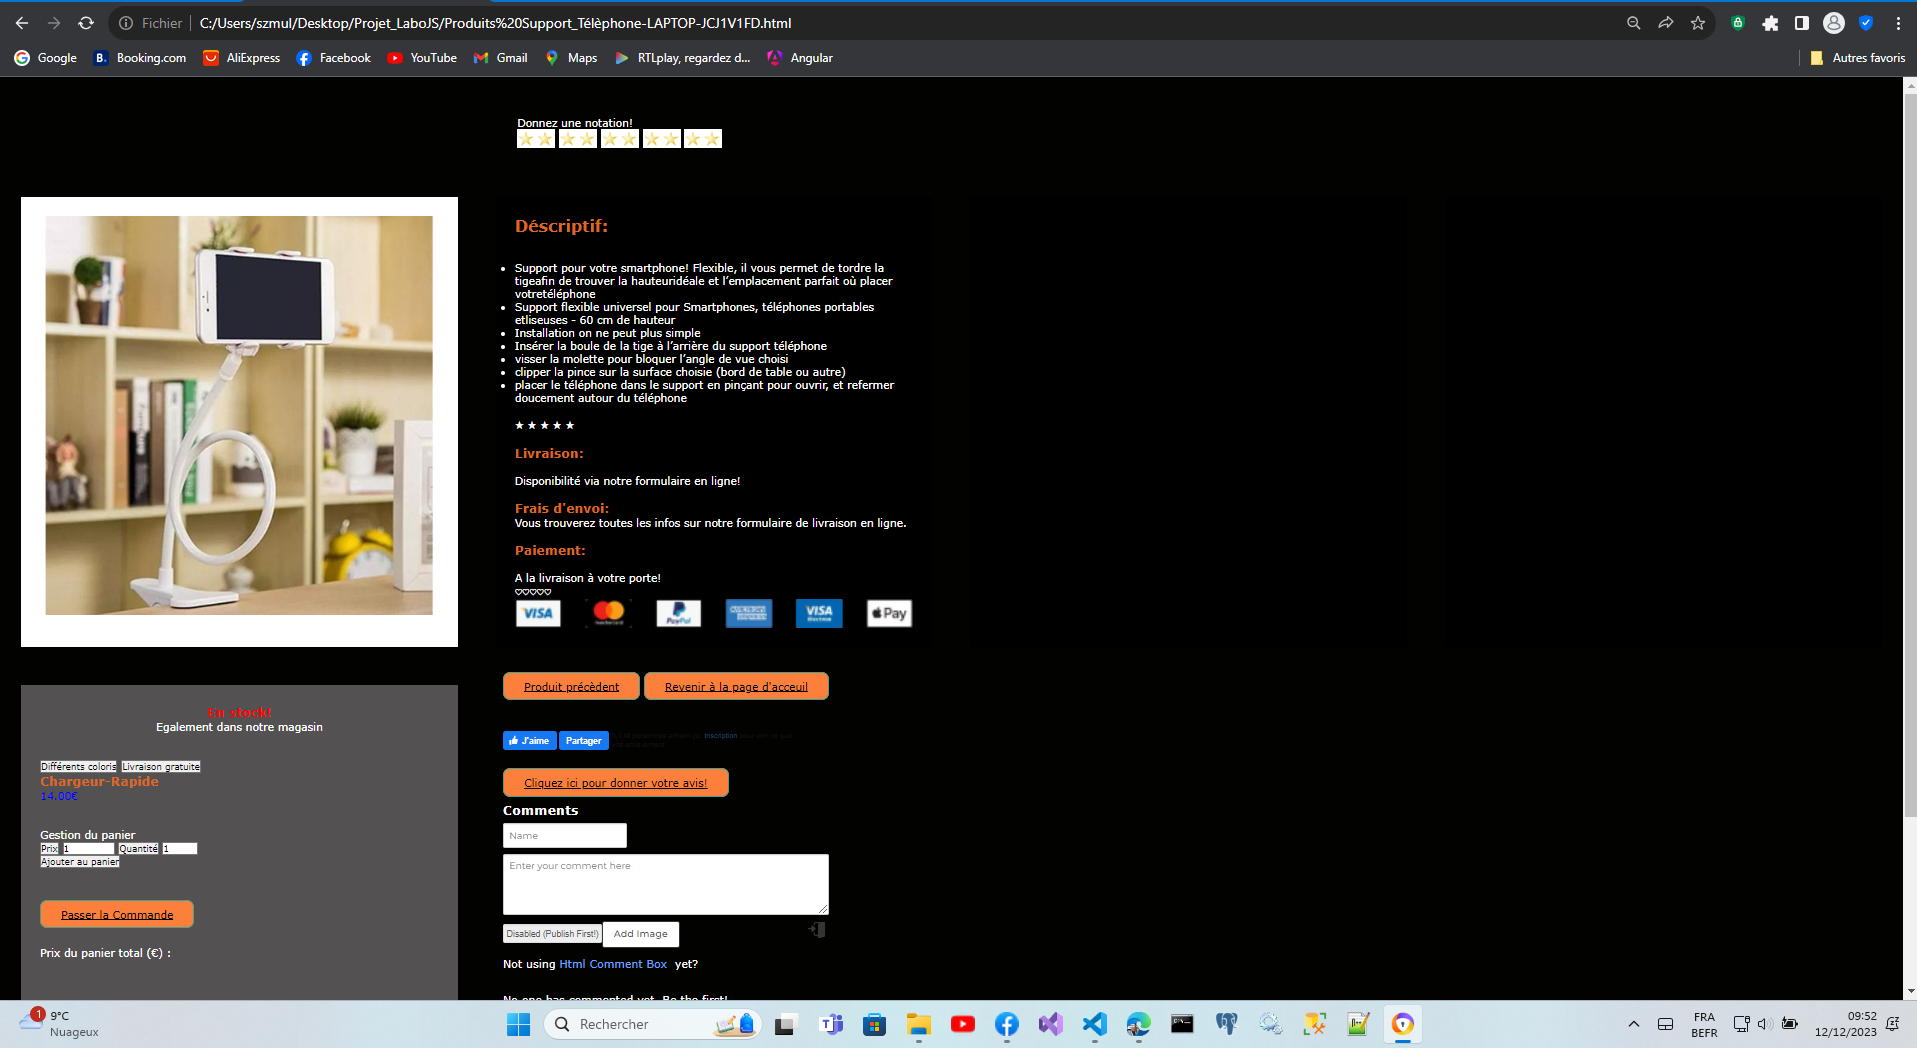 Fichier
C:/Users/szmul/Desktop/Projet_LaboJS/Produits%20Support_Télèphone-LAPTOP-JCJ1V1FD.html
Google
Booking.com
AliExpress
Facebook
YouTube
Gmail
Maps
RTLplay, regardez d...
Angular
Autres favoris
Donnez une notation!
Déscriptif:
• Support pour votre smartphone! Flexible, il vous permet de tordre la
tigeafin de trouver la hauteuridéale et l’emplacement parfait où placer
votretéléphone
• Support flexible universel pour Smartphones, téléphones portables
etliseuses - 60 cm de hauteur
• Installation on ne peut plus simple
• Insérer la boule de la tige à l’arrière du support téléphone
• visser la molette pour bloquer l’angle de vue choisi
• clipper la pince sur la surface choisie (bord de table ou autre)
• placer le téléphone dans le support en pinçant pour ouvrir, et refermer
doucement autour du téléphone
★ ★ ★ ★ ★
Livraison:
Disponibilité via notre formulaire en ligne!
Frais d'envoi:
Vous trouverez toutes les infos sur notre formulaire de livraison en ligne.
Paiement:
A la livraison à votre porte!
♡♡♡♡♡
VISA
PayPal
AMERICAN EXPRESS
VISA
Electron
Pay
Produit précèdent
Revenir à la page d'acceuil
J'aime
Partager
Inscription
Cliquez ici pour donner votre avis!
Comments
Name
Enter your comment here
Disabled (Publish First!)
Add Image
Not using Html Comment Box yet?
No one has commented yet. Be the first!
En stock!
Egalement dans notre magasin
Différents coloris
Livraison gratuite
Chargeur-Rapide
14.00€
Gestion du panier
Prix 1 Quantité 1
Ajouter au panier
Passer la Commande
Prix du panier total (€) :
1
9°C
Nuageux
Rechercher
FRA
BEFR
09:52
12/12/2023